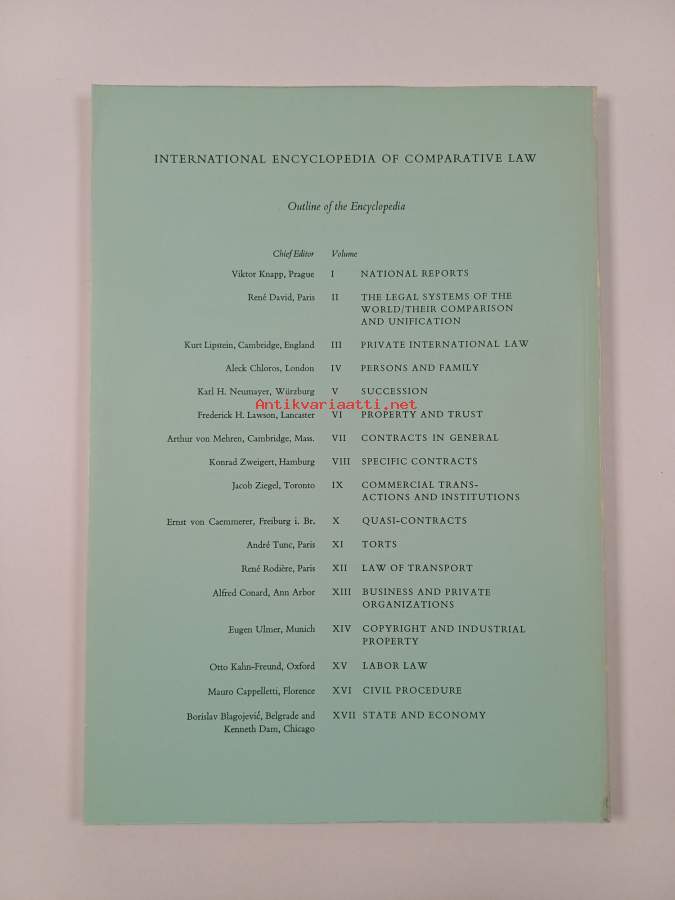 INTERNATIONAL ENCYCLOPEDIA OF COMPARATIVE LAW
Outline of the Encyclopedia
Chief Editor Volume
Viktor Knapp, Prague I NATIONAL REPORTS
René David, Paris II THE LEGAL SYSTEMS OF THE
WORLD/THEIR COMPARISON
AND UNIFICATION
Kurt Lipstein, Cambridge, England III PRIVATE INTERNATIONAL LAW
Aleck Chloros, London IV PERSONS AND FAMILY
Karl H. Neumayer, Würzburg V SUCCESSION
Antikvariaatti.net
Frederick H. Lawson, Lancaster VI PROPERTY AND TRUST
Arthur von Mehren, Cambridge, Mass. VII CONTRACTS IN GENERAL
Konrad Zweigert, Hamburg VIII SPECIFIC CONTRACTS
Jacob Ziegel, Toronto IX COMMERCIAL TRANS-
ACTIONS AND INSTITUTIONS
Ernst von Caemmerer, Freiburg i. Br. X QUASI-CONTRACTS
André Tunc, Paris XI TORTS
René Rodière, Paris XII LAW OF TRANSPORT
Alfred Conard, Ann Arbor XIII BUSINESS AND PRIVATE
ORGANIZATIONS
Eugen Ulmer, Munich XIV COPYRIGHT AND INDUSTRIAL
PROPERTY
Otto Kahn-Freund, Oxford XV LABOR LAW
Mauro Cappelletti, Florence XVI CIVIL PROCEDURE
Borislav Blagojević, Belgrade and XVII STATE AND ECONOMY
Kenneth Dam, Chicago